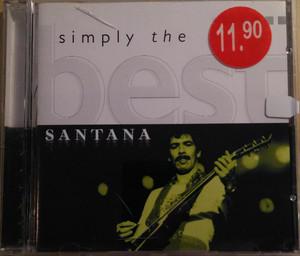 simply the
11.90
best
SANTANA